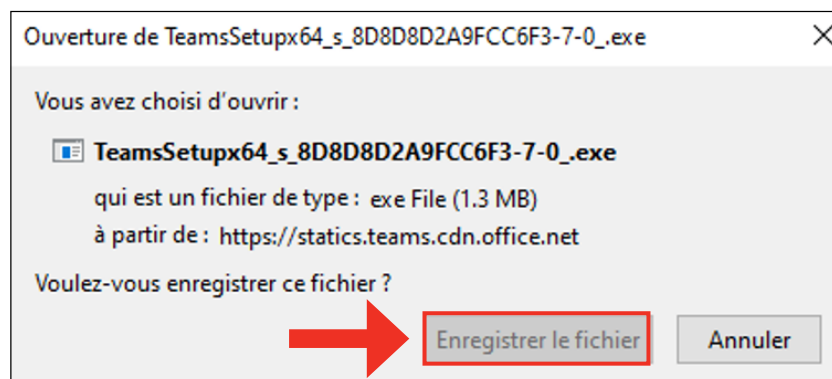 Ouverture de TeamsSetupx64_s_8D8D8D2A9FCC6F3-7-0_.exe
Vous avez choisi d'ouvrir :
TeamsSetupx64_s_8D8D8D2A9FCC6F3-7-0_.exe
qui est un fichier de type : exe File (1.3 MB)
à partir de : https://statics.teams.cdn.office.net
Voulez-vous enregistrer ce fichier ?
Enregistrer le fichier
Annuler